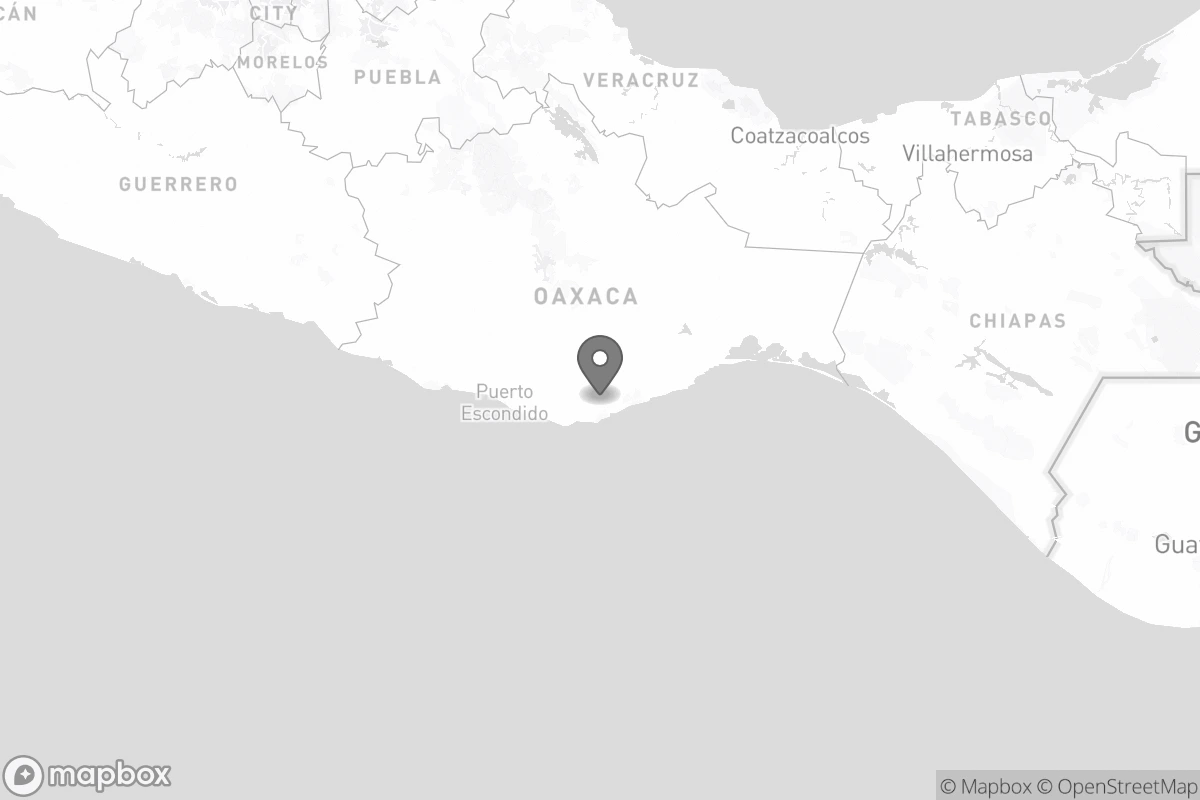 CÁN
CITY
MORELOS
PUEBLA
VERACRUZ
TABASCO
Coatzacoalcos
Villahermosa
GUERRERO
OAXACA
CHIAPAS
Puerto
Escondido
G
Gua
mapbox
© Mapbox © OpenStreetMap